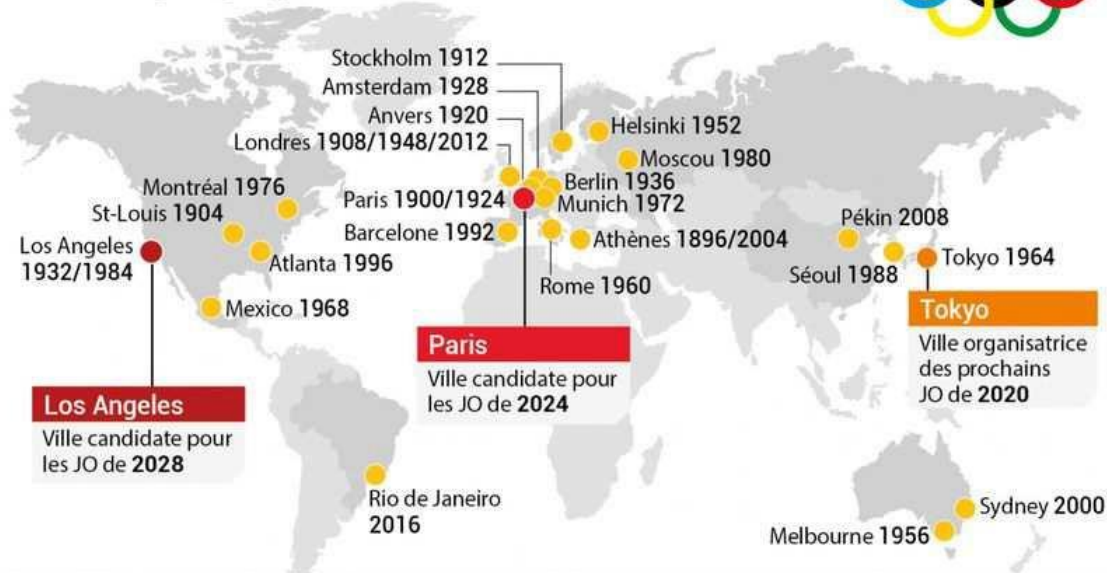 Stockholm 1912
Amsterdam 1928
Anvers 1920
Londres 1908/1948/2012
Helsinki 1952
Moscou 1980
Montréal 1976
St-Louis 1904
Los Angeles
1932/1984
Atlanta 1996
Mexico 1968
Paris 1900/1924
Berlin 1936
Munich 1972
Barcelone 1992
Athènes 1896/2004
Rome 1960
Pékin 2008
Séoul 1988
Tokyo 1964
Tokyo
Ville organisatrice
des prochains
JO de 2020
Paris
Ville candidate pour
les JO de 2024
Los Angeles
Ville candidate pour
les JO de 2028
Rio de Janeiro
2016
Sydney 2000
Melbourne 1956